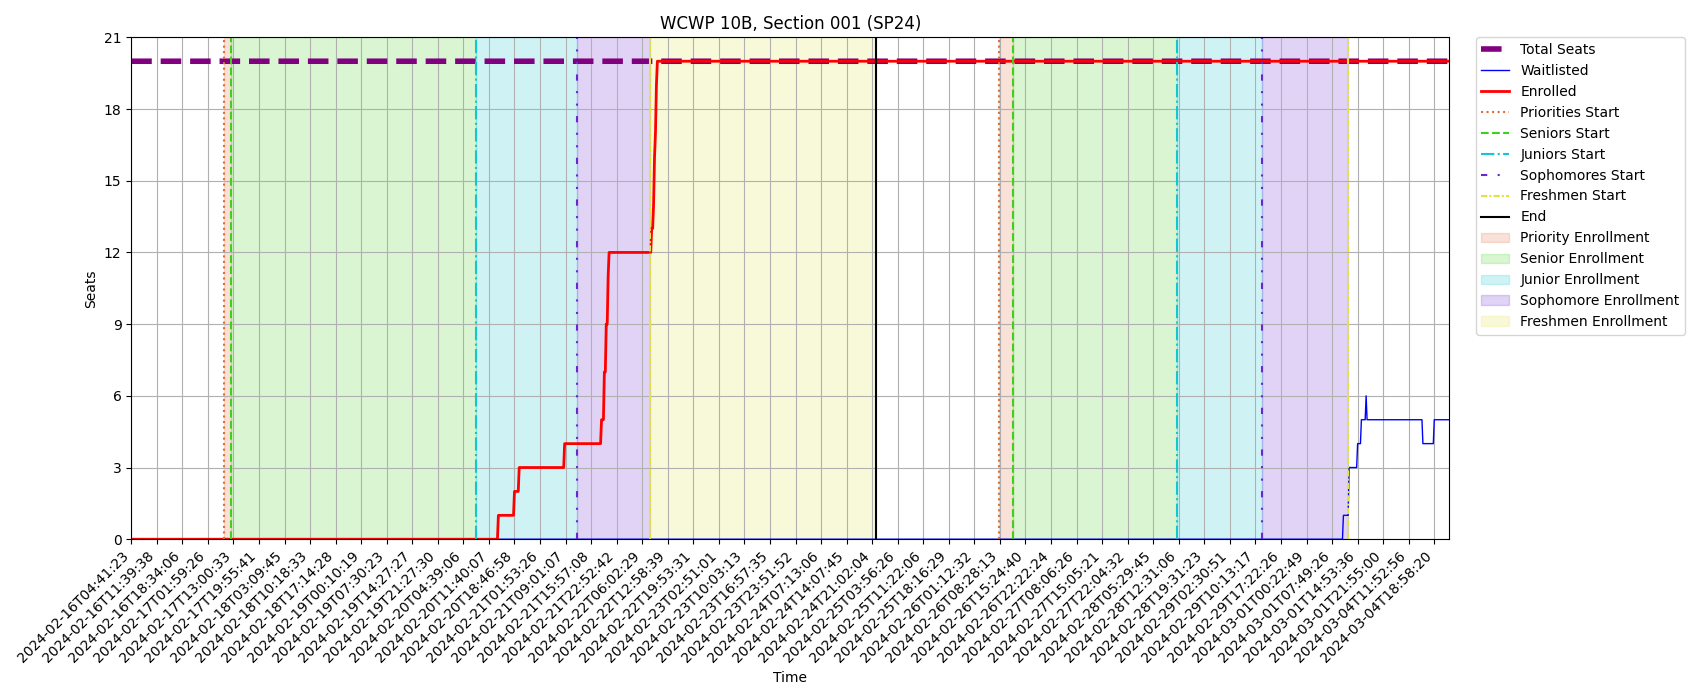 WCWP 10B, Section 001 (SP24)
Seats
21
18
15
12
9
6
3
0
2024-02-16T04:41:23
2024-02-16T11:39:38
2024-02-16T18:34:06
2024-02-17T01:59:26
2024-02-17T13:00:33
2024-02-17T19:55:41
2024-02-18T03:09:45
2024-02-18T10:18:33
2024-02-18T17:14:28
2024-02-19T00:10:19
2024-02-19T07:30:23
2024-02-19T14:27:27
2024-02-19T21:27:30
2024-02-20T04:39:06
2024-02-20T11:40:07
2024-02-20T18:46:58
2024-02-21T01:53:26
2024-02-21T09:01:07
2024-02-21T15:57:08
2024-02-21T22:52:42
2024-02-22T06:02:29
2024-02-22T12:58:39
2024-02-22T19:53:31
2024-02-23T02:51:01
2024-02-23T10:03:13
2024-02-23T16:57:35
2024-02-23T23:51:52
2024-02-24T07:13:06
2024-02-24T14:07:45
2024-02-24T21:02:04
2024-02-25T03:56:26
2024-02-25T11:22:06
2024-02-25T18:16:29
2024-02-26T01:12:32
2024-02-26T08:28:13
2024-02-26T15:24:40
2024-02-26T22:22:24
2024-02-27T08:06:26
2024-02-27T15:05:21
2024-02-27T22:04:32
2024-02-28T05:29:45
2024-02-28T12:31:06
2024-02-28T19:31:23
2024-02-29T02:30:51
2024-02-29T10:13:17
2024-02-29T17:22:26
2024-03-01T00:22:49
2024-03-01T07:49:26
2024-03-01T14:53:36
2024-03-01T21:55:00
2024-03-04T11:52:56
2024-03-04T18:58:20
Time
Total Seats
Waitlisted
Enrolled
Priorities Start
Seniors Start
Juniors Start
Sophomores Start
Freshmen Start
End
Priority Enrollment
Senior Enrollment
Junior Enrollment
Sophomore Enrollment
Freshmen Enrollment